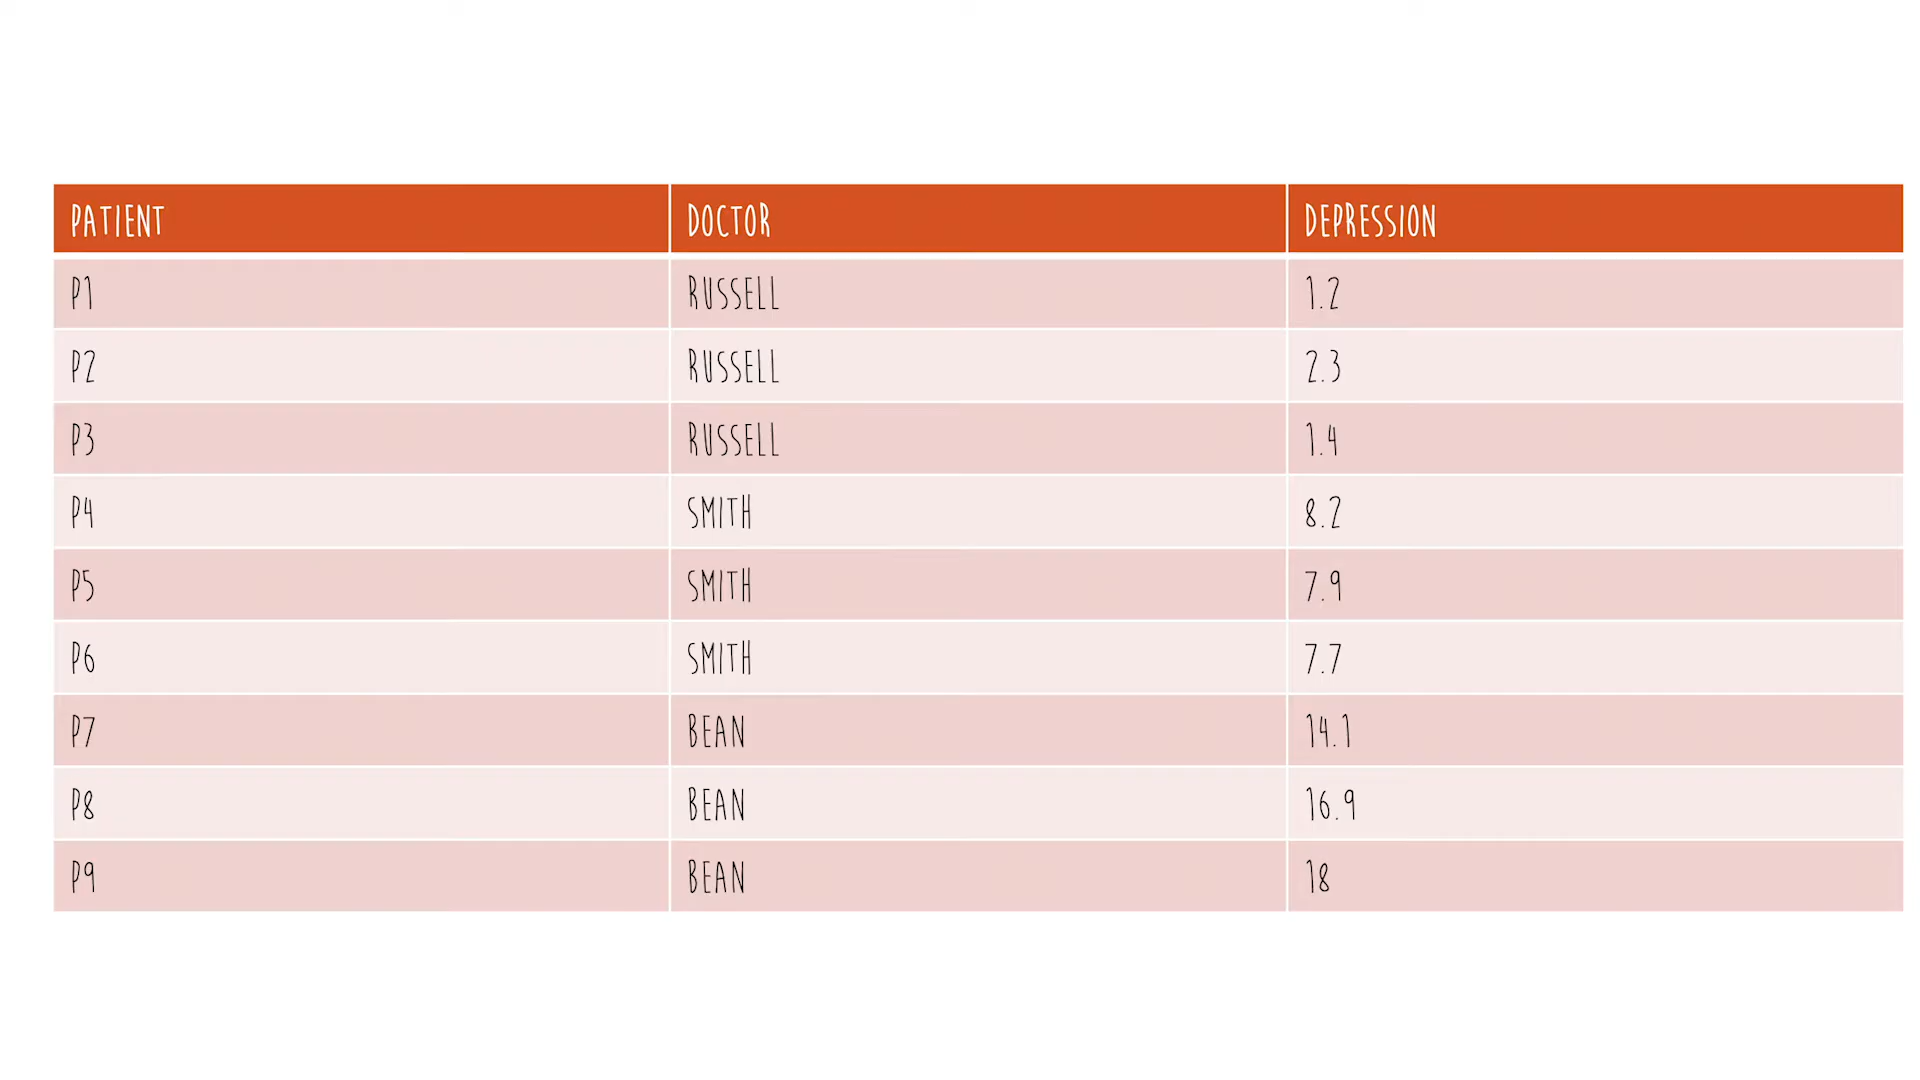 PATIENT DOCTOR DEPRESSION
P1 RUSSELL 1.2
P2 RUSSELL 2.3
P3 RUSSELL 1.4
P4 SMITH 8.2
P5 SMITH 7.9
P6 SMITH 7.7
P7 BEAN 14.1
P8 BEAN 16.9
P9 BEAN 18